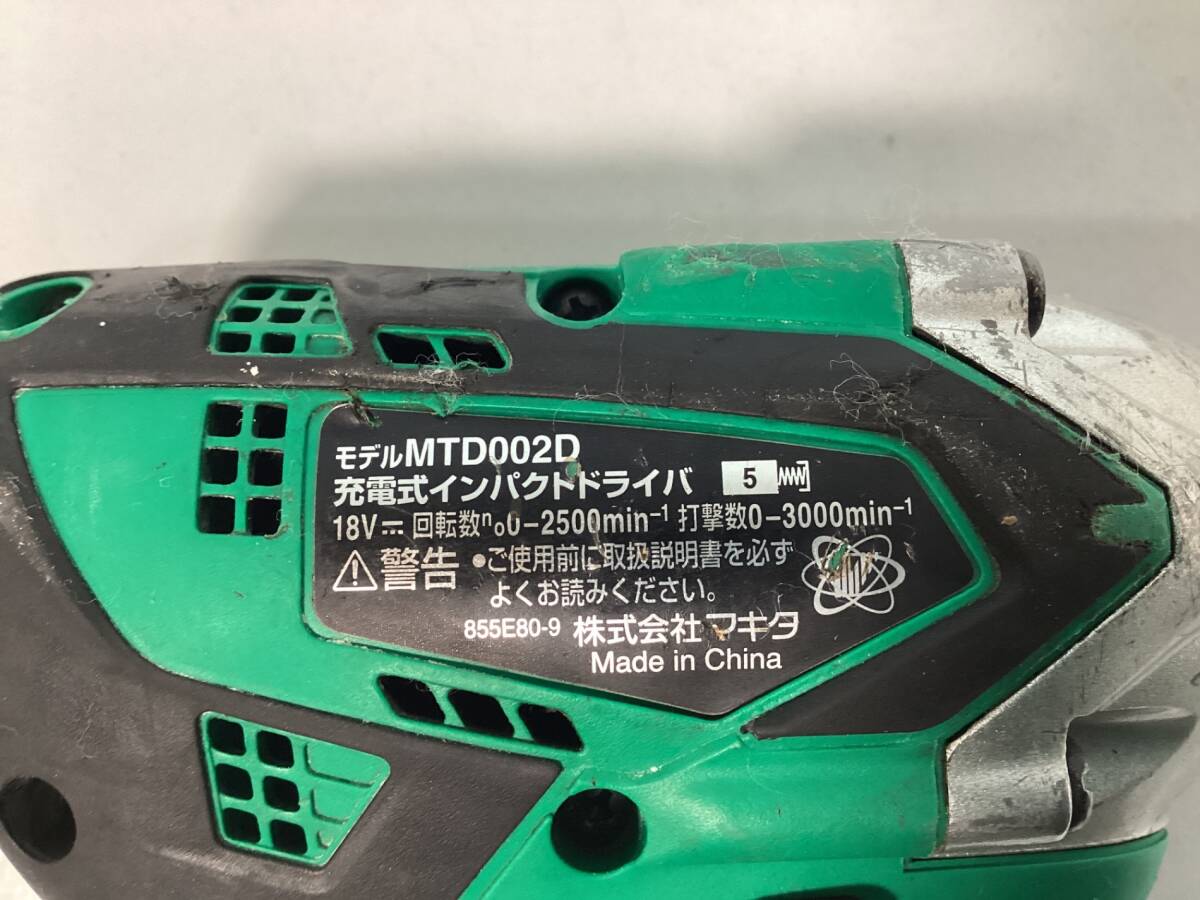 モデルMTD002D
充電式インパクトドライバ 5
18V⎓ 回転数n₀0-2500min⁻¹ 打撃数0-3000min⁻¹
⚠警告 •ご使用前に取扱説明書を必ず
よくお読みください。
855E80-9 株式会社 マキタ
Made in China